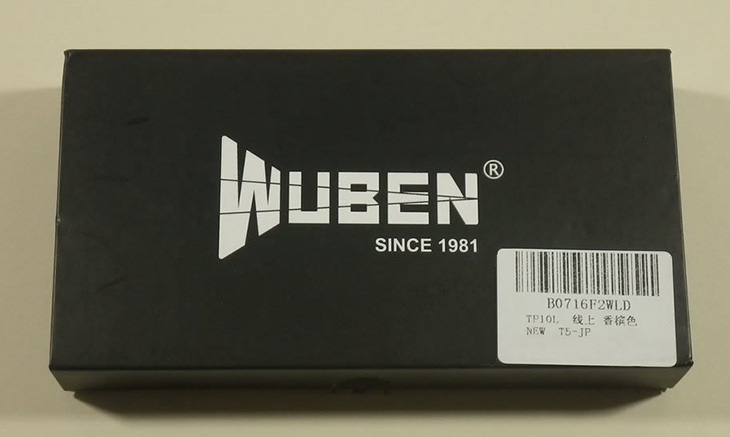 WUBEN®
SINCE 1981
B0716F2WLD
TP10L 线上 香槟色
NEW T5-JP